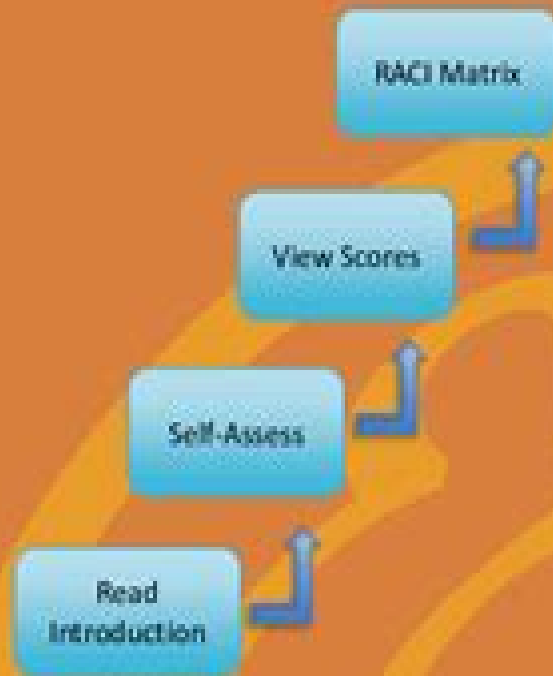 RACI Matrix
View Scores
Self-Assess
Read
Introduction